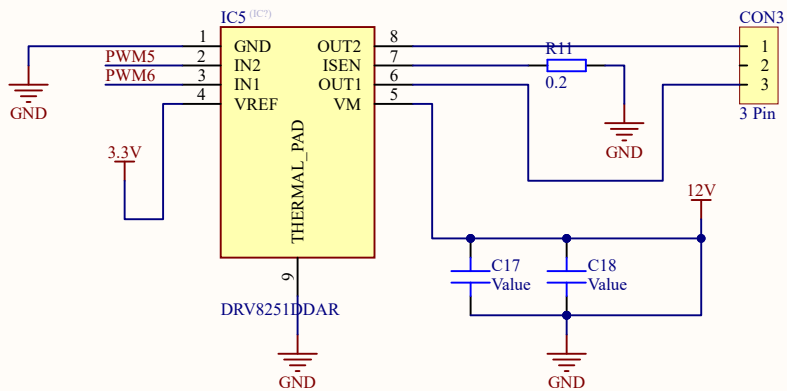 IC5 (IC?)
CON3
1 GND OUT2 8
1
PWM5 2 IN2 ISEN 7 R11
2
PWM6 3 IN1 OUT1 6 0.2
3
4 VREF VM 5
3 Pin
GND
GND
3.3V
THERMAL_PAD
12V
C17
Value
C18
Value
9
DRV8251DDAR
GND
GND